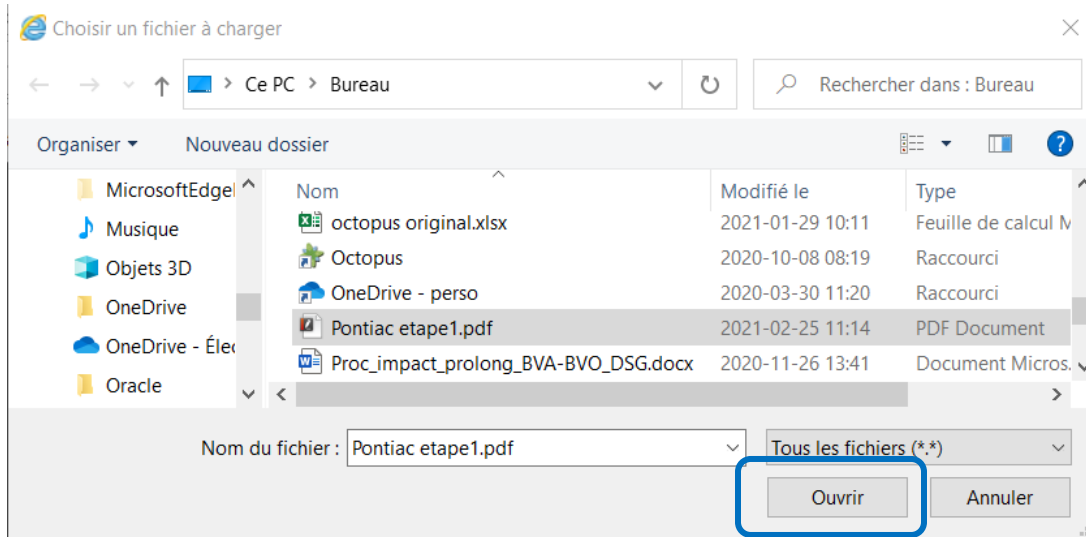 Choisir un fichier à charger
Ce PC > Bureau
Rechercher dans : Bureau
Organiser
Nouveau dossier
?
MicrosoftEdgel
Musique
Objets 3D
OneDrive
OneDrive - Élec
Oracle
Nom Modifié le Type
octopus original.xlsx 2021-01-29 10:11 Feuille de calcul M
Octopus 2020-10-08 08:19 Raccourci
OneDrive - perso 2020-03-30 11:20 Raccourci
Pontiac etape1.pdf 2021-02-25 11:14 PDF Document
Proc_impact_prolong_BVA-BVO_DSG.docx 2020-11-26 13:41 Document Micros.
Nom du fichier : Pontiac etape1.pdf Tous les fichiers (*.*)
Ouvrir Annuler